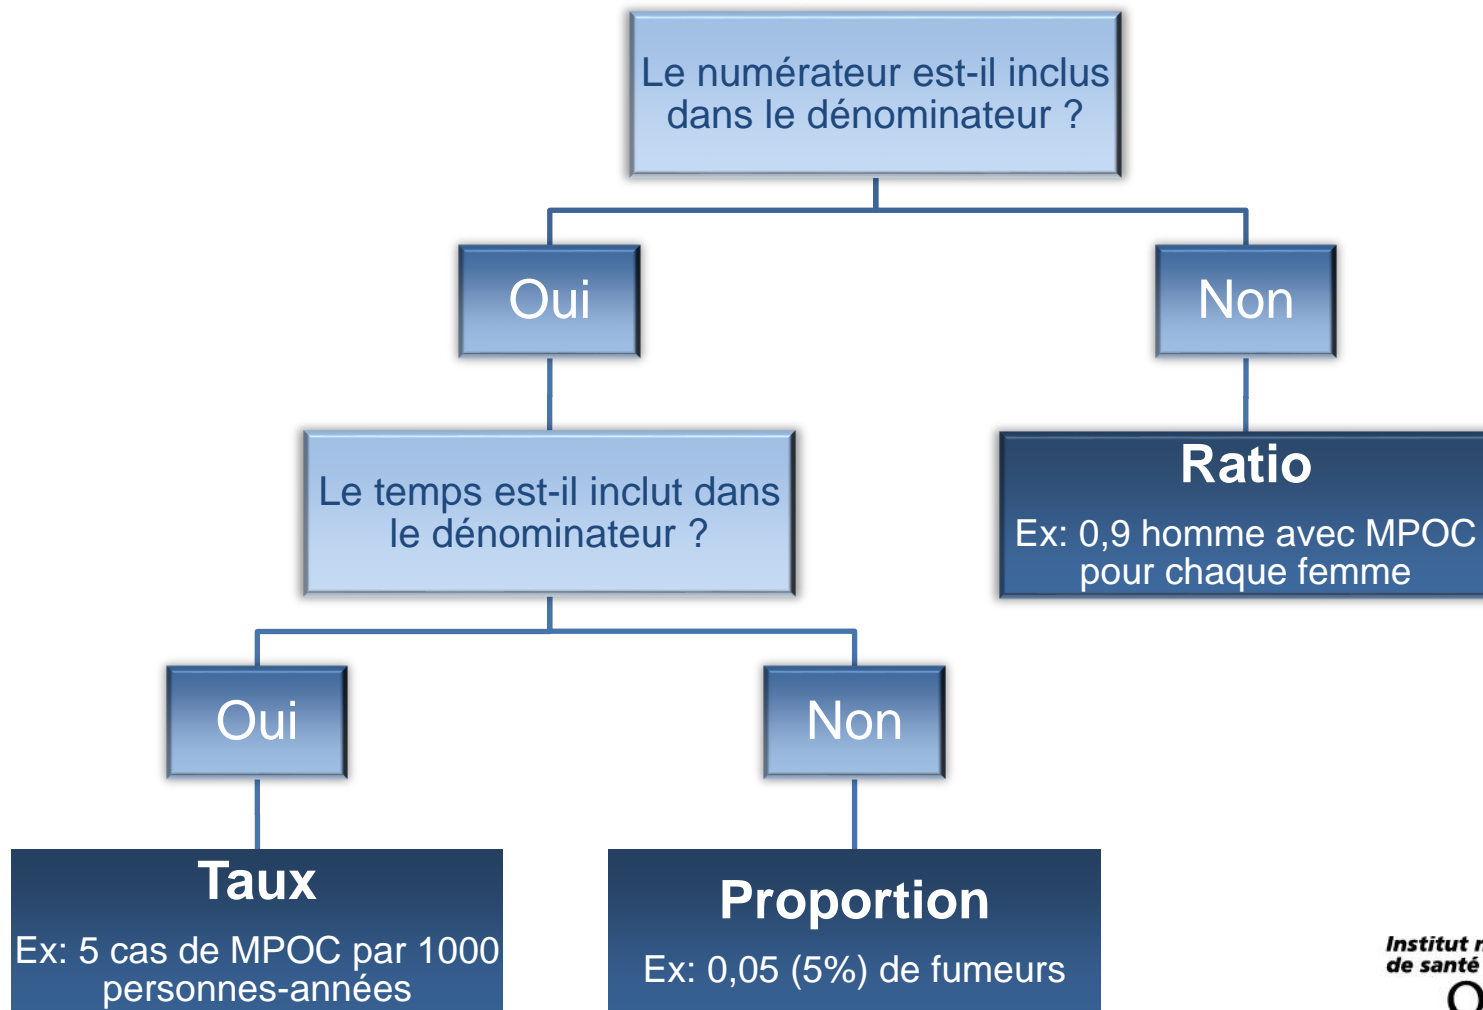 Le numérateur est-il inclus
dans le dénominateur ?
Oui
Non
Le temps est-il inclut dans
le dénominateur ?
Ratio
Ex: 0,9 homme avec MPOC
pour chaque femme
Oui
Non
Taux
Ex: 5 cas de MPOC par 1000
personnes-années
Proportion
Ex: 0,05 (5%) de fumeurs
Institut
de santé